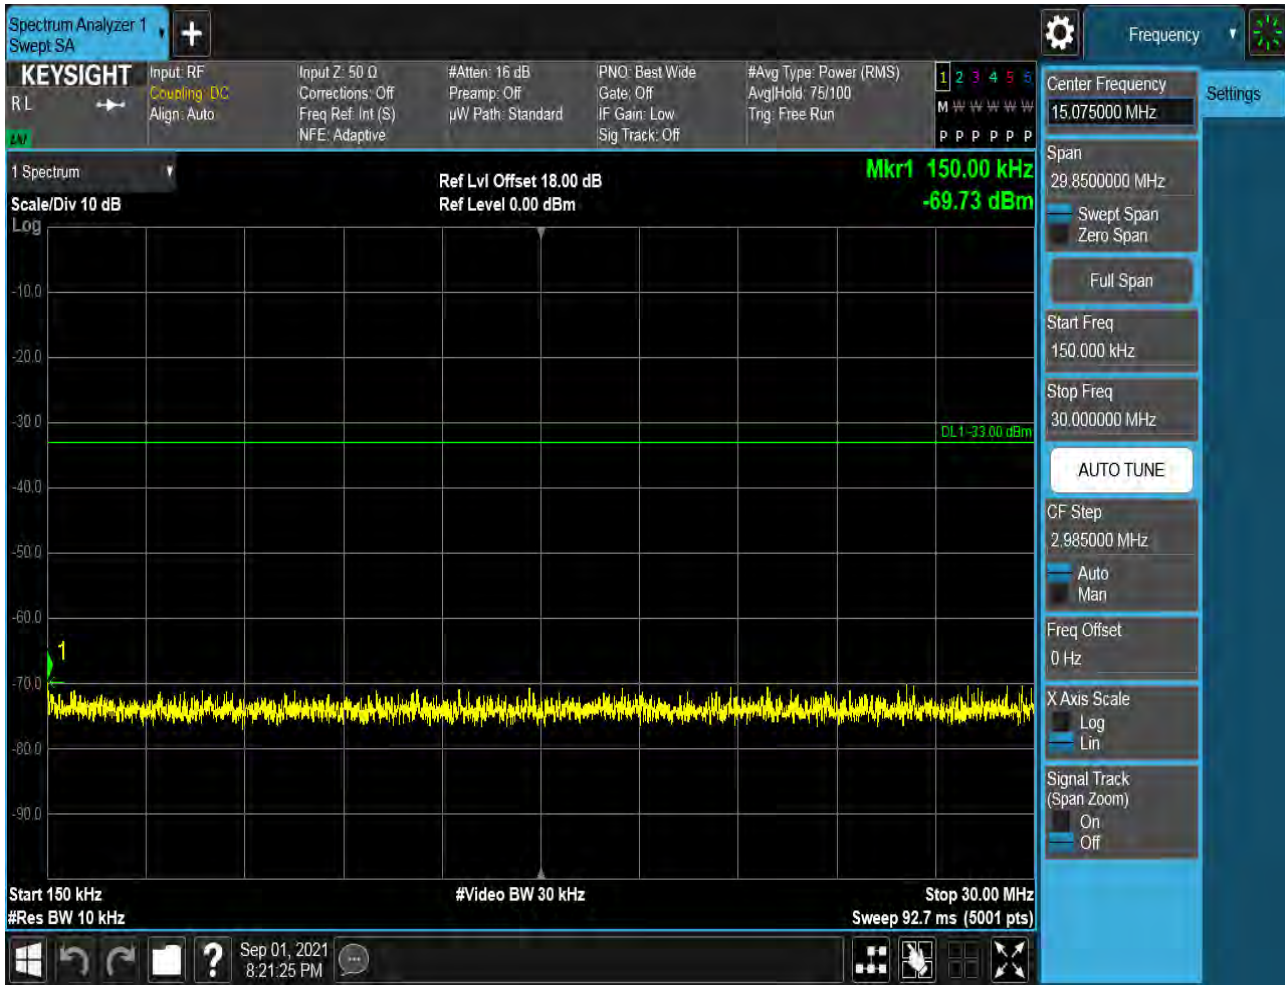 Spectrum Analyzer 1
Swept SA
+
Frequency
KEYSIGHT
R L
LNI
Input: RF
Coupling: DC
Align: Auto
Input Z: 50 Ω
Corrections: Off
Freq Ref: Int (S)
NFE: Adaptive
#Atten: 16 dB
Preamp: Off
µW Path: Standard
PNO: Best Wide
Gate: Off
IF Gain: Low
Sig Track: Off
#Avg Type: Power (RMS)
Avg|Hold: 75/100
Trig: Free Run
1 2 3 4 5 6
M W W W W W
P P P P P P
1 Spectrum
Scale/Div 10 dB
Log
Ref Lvl Offset 18.00 dB
Ref Level 0.00 dBm
Mkr1 150.00 kHz
-69.73 dBm
-10.0
-20.0
-30.0
DL1 -33.00 dBm
-40.0
-50.0
-60.0
1
-70.0
-80.0
-90.0
Start 150 kHz
#Res BW 10 kHz
#Video BW 30 kHz
Stop 30.00 MHz
Sweep 92.7 ms (5001 pts)
?
Sep 01, 2021
8:21:25 PM
Center Frequency
15.075000 MHz
Settings
Span
29.8500000 MHz
Swept Span
Zero Span
Full Span
Start Freq
150.000 kHz
Stop Freq
30.000000 MHz
AUTO TUNE
CF Step
2.985000 MHz
Auto
Man
Freq Offset
0 Hz
X Axis Scale
Log
Lin
Signal Track
(Span Zoom)
On
Off